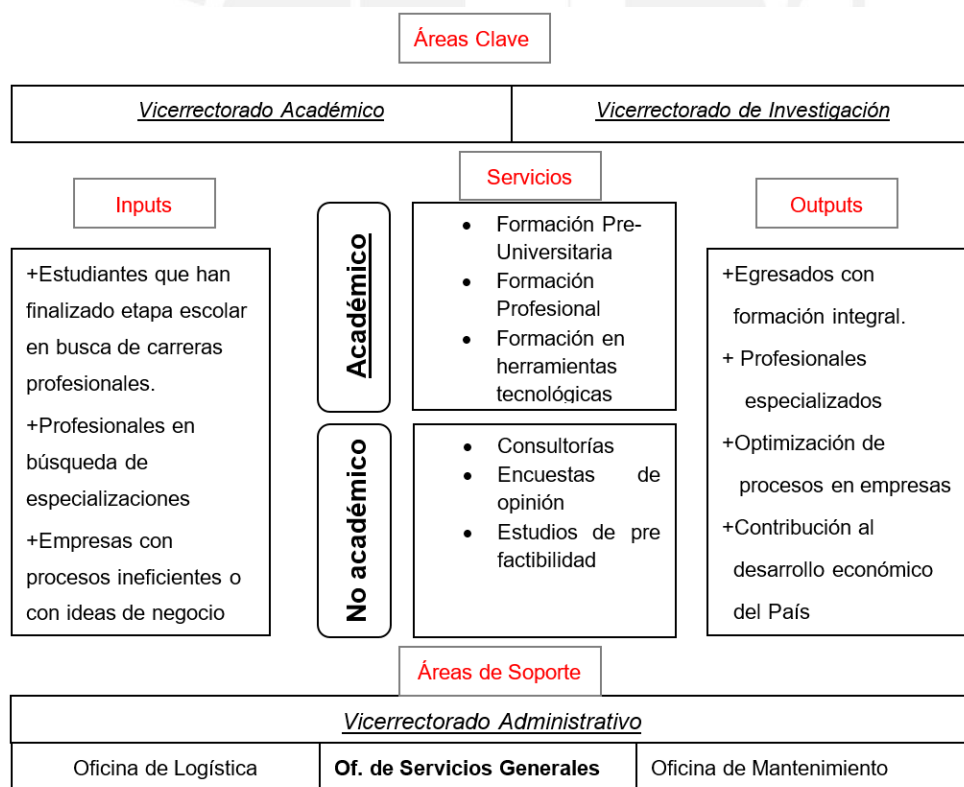 Áreas Clave
Vicerrectorado Académico
Vicerrectorado de Investigación
Inputs
+Estudiantes que han
finalizado etapa escolar
en busca de carreras
profesionales.
+Profesionales en
búsqueda de
especializaciones
+Empresas con
procesos ineficientes o
con ideas de negocio
Servicios
Académico
• Formación Pre-
Universitaria
• Formación
Profesional
• Formación en
herramientas
tecnológicas
No académico
• Consultorías
• Encuestas de
opinión
• Estudios de pre
factibilidad
Outputs
+Egresados con
formación integral.
+ Profesionales
especializados
+Optimización de
procesos en empresas
+Contribución al
desarrollo económico
del País
Áreas de Soporte
Vicerrectorado Administrativo
Oficina de Logística
Of. de Servicios Generales
Oficina de Mantenimiento